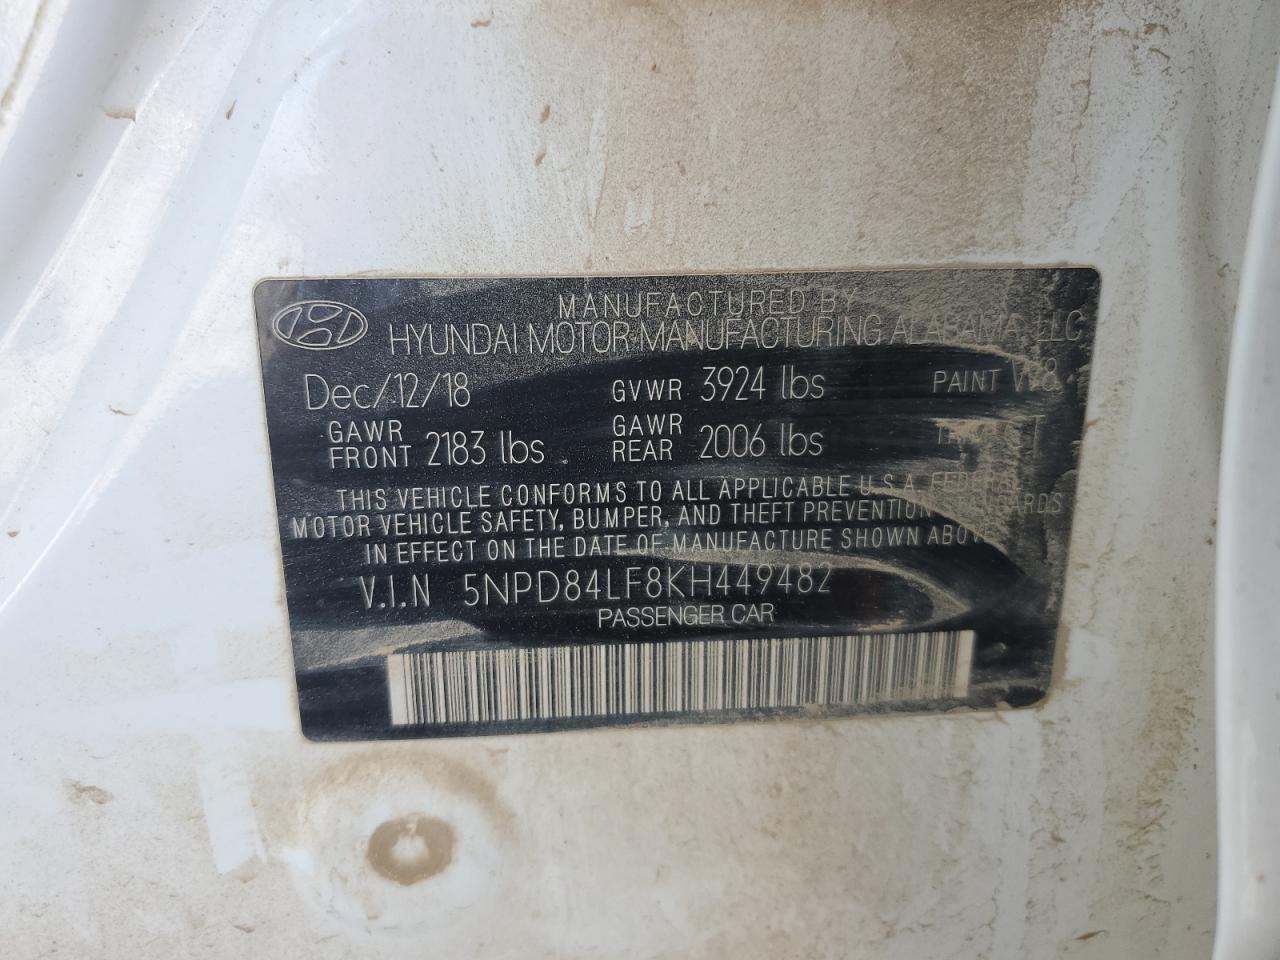 MANUFACTURED BY
HYUNDAI MOTOR MANUFACTURING ALABAMA, LLC
Dec/12/18 GVWR 3924 lbs PAINT
GAWR FRONT 2183 lbs GAWR REAR 2006 lbs
THIS VEHICLE CONFORMS TO ALL APPLICABLE U.S.A. FEDERAL
MOTOR VEHICLE SAFETY, BUMPER, AND THEFT PREVENTION STANDARDS
IN EFFECT ON THE DATE OF MANUFACTURE SHOWN ABOVE
V.I.N 5NPD84LF8KH449482
PASSENGER CAR